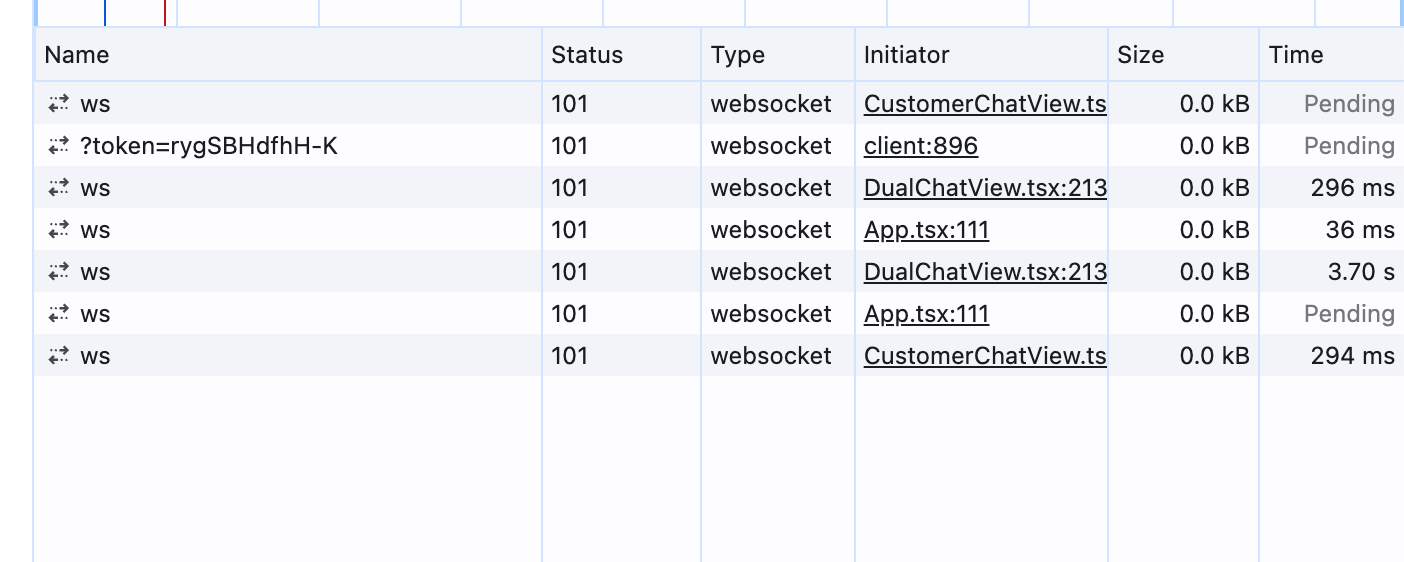 Name Status Type Initiator Size Time
ws 101 websocket CustomerChatView.ts 0.0 kB Pending
?token=rygSBHdfhH-K 101 websocket client:896 0.0 kB Pending
ws 101 websocket DualChatView.tsx:213 0.0 kB 296 ms
ws 101 websocket App.tsx:111 0.0 kB 36 ms
ws 101 websocket DualChatView.tsx:213 0.0 kB 3.70 s
ws 101 websocket App.tsx:111 0.0 kB Pending
ws 101 websocket CustomerChatView.ts 0.0 kB 294 ms